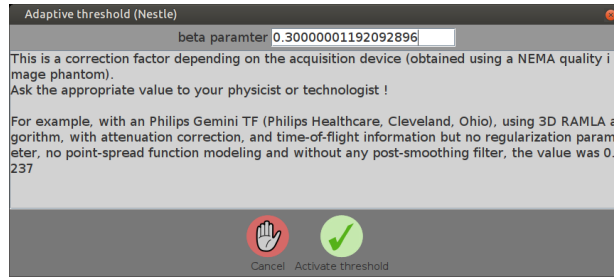 Adaptive threshold (Nestle)
beta paramter 0.30000001192092896
This is a correction factor depending on the acquisition device (obtained using a NEMA quality i
mage phantom).
Ask the appropriate value to your physicist or technologist !
For example, with an Philips Gemini TF (Philips Healthcare, Cleveland, Ohio), using 3D RAMLA a
gorithm, with attenuation correction, and time-of-flight information but no regularization param
eter, no point-spread function modeling and without any post-smoothing filter, the value was 0.
237
Cancel Activate threshold